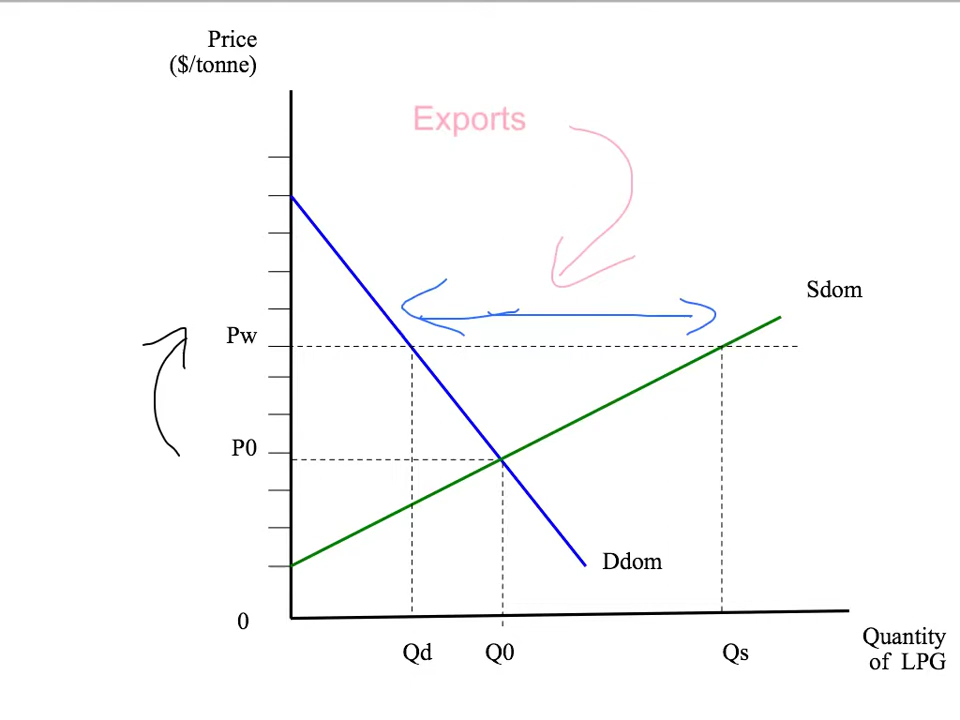 Price
($/tonne)
Exports
Sdom
Pw
P0
Ddom
0
Qd
Q0
Qs
Quantity
of LPG